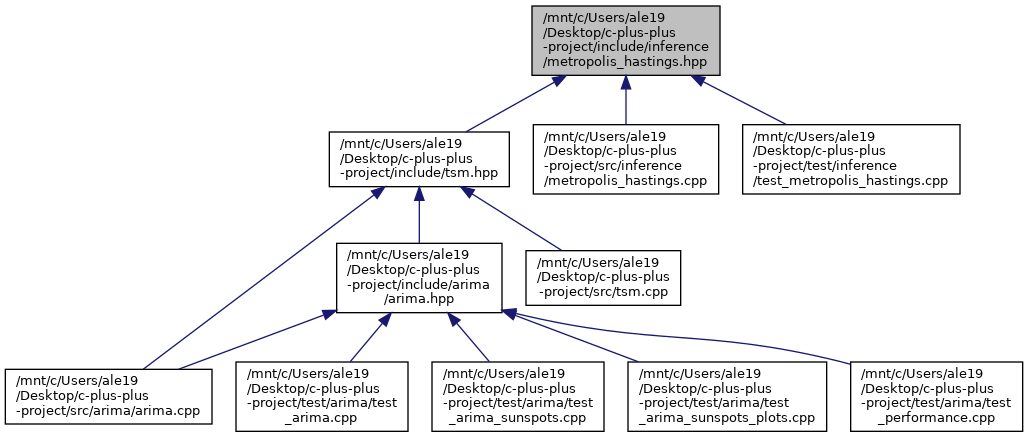 /mnt/c/Users/ale19
/Desktop/c-plus-plus
-project/include/inference
/metropolis_hastings.hpp
/mnt/c/Users/ale19
/Desktop/c-plus-plus
-project/include/tsm.hpp
/mnt/c/Users/ale19
/Desktop/c-plus-plus
-project/src/inference
/metropolis_hastings.cpp
/mnt/c/Users/ale19
/Desktop/c-plus-plus
-project/test/inference
/test_metropolis_hastings.cpp
/mnt/c/Users/ale19
/Desktop/c-plus-plus
-project/include/arima
/arima.hpp
/mnt/c/Users/ale19
/Desktop/c-plus-plus
-project/src/tsm.cpp
/mnt/c/Users/ale19
/Desktop/c-plus-plus
-project/src/arima/arima.cpp
/mnt/c/Users/ale19
/Desktop/c-plus-plus
-project/test/arima/test
_arima.cpp
/mnt/c/Users/ale19
/Desktop/c-plus-plus
-project/test/arima/test
_arima_sunspots.cpp
/mnt/c/Users/ale19
/Desktop/c-plus-plus
-project/test/arima/test
_arima_sunspots_plots.cpp
/mnt/c/Users/ale19
/Desktop/c-plus-plus
-project/test/arima/test
_performance.cpp